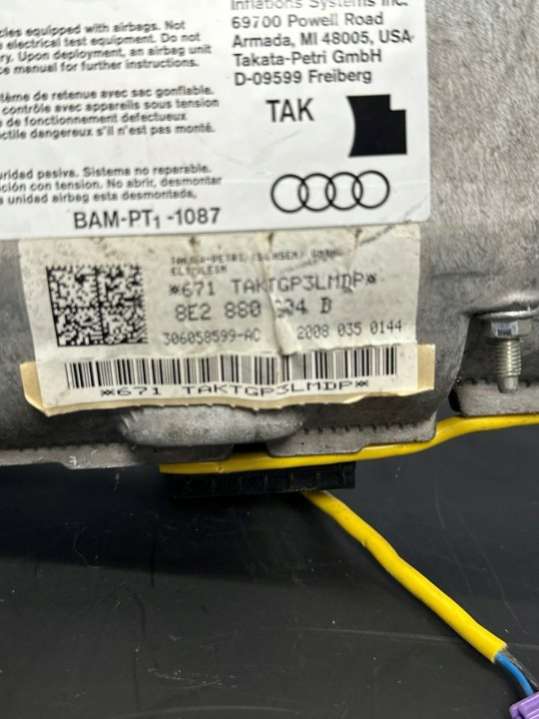 Inflations Systems Inc.
cles equipped with airbags. Not
69700 Powell Road
electrical test equipment. Do not
Armada, MI 48005, USA
ry. Upon deployment, an airbag unit
Takata-Petri GmbH
manual for further instructions.
D-09599 Freiberg
tème de retenue avec sac gonflable.
contrôle avec appareils sous tension
de fonctionnement defectueux
ctile dangereux s'il n'est pas monté.
TAK
uridad pasiva. Sistema no reparable.
ción con tension. No abrir, desmontar
unidad airbag esta desmontada.
BAM-PT1-1087
*671 TAKTGP3LMDP*
8E2 880 04 D
306058599-AC
2008 035 0144
*671 TAKTGP3LMDP*